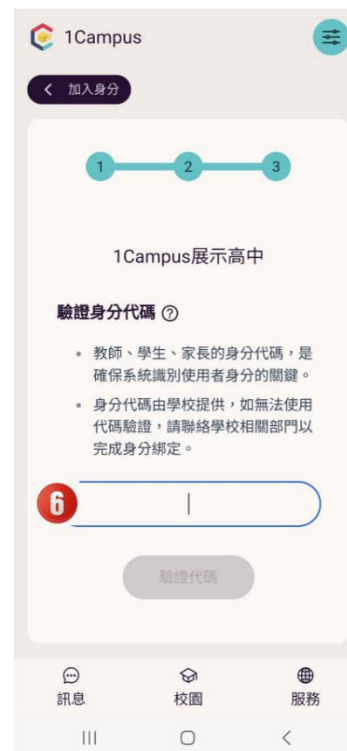 1Campus
加入身分
1 2 3
1Campus展示高中
驗證身分代碼 ?
• 教師、學生、家長的身分代碼，是
確保系統識別使用者身分的關鍵。
• 身分代碼由學校提供，如無法使用
代碼驗證，請聯絡學校相關部門以
完成身分綁定。
6
驗證代碼
訊息 校園 服務